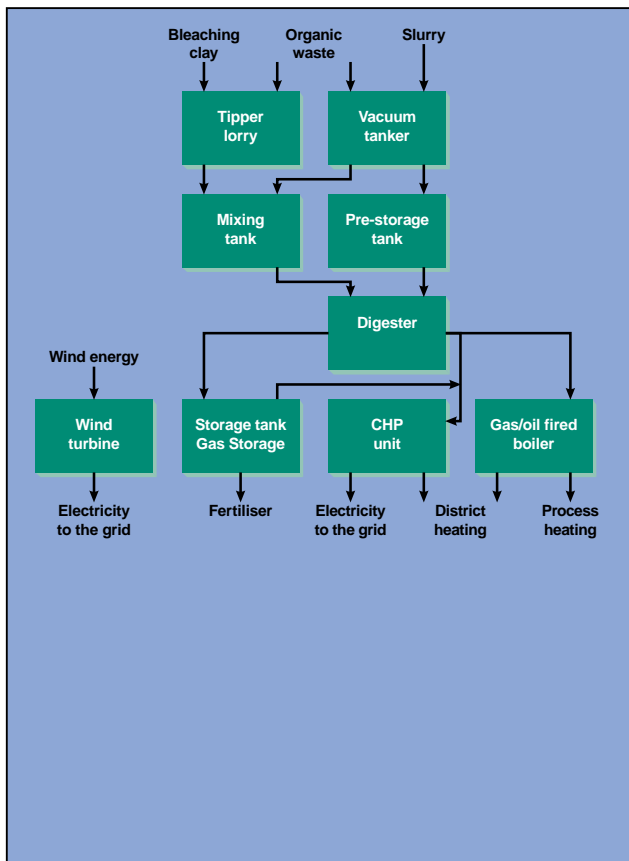 Bleaching
clay
Organic
waste
Slurry
Tipper
lorry
Vacuum
tanker
Mixing
tank
Pre-storage
tank
Digester
Wind energy
Wind
turbine
Storage tank
Gas Storage
CHP
unit
Gas/oil fired
boiler
Electricity
to the grid
Fertiliser
Electricity
to the grid
District
heating
Process
heating